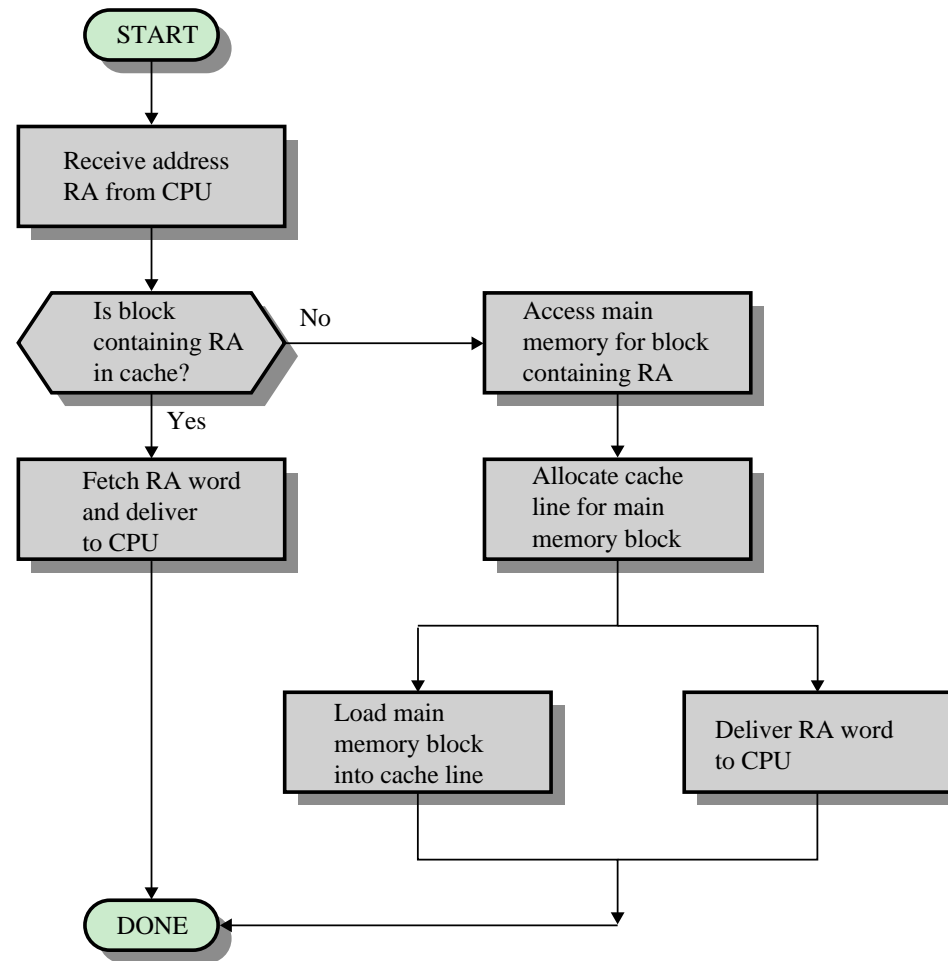 START
Receive address
RA from CPU
Is block
containing RA
in cache?
No
Access main
memory for block
containing RA
Yes
Fetch RA word
and deliver
to CPU
Allocate cache
line for main
memory block
Load main
memory block
into cache line
Deliver RA word
to CPU
DONE